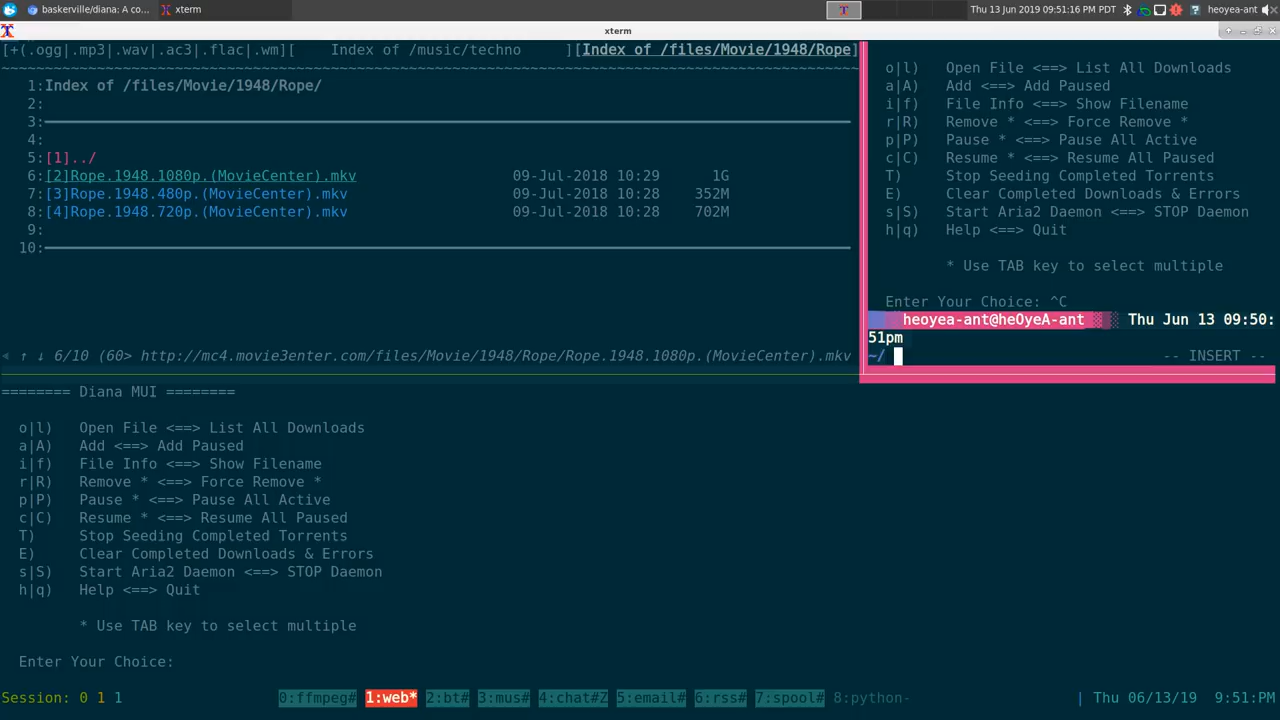 baskerville/diana: A co...
xterm
T
Thu 13 Jun 2019 09:51:16 PM PDT
heoyea-ant
xterm
[+(.ogg|.mp3|.wav|.ac3|.flac|.wm][    Index of /music/techno     ][Index of /files/Movie/1948/Rope]
~~~~~~~~~~~~~~~~~~~~~~~~~~~~~~~~~~~~~~~~~~~~~~~~~~~~~~~~~~~~~~~~~~~~~~~~~~~~~~~~~~~~~~~~~~~~~~~~~~~
1:Index of /files/Movie/1948/Rope/
2:
3:
4:
5:[1]../
6:[2]Rope.1948.1080p.(MovieCenter).mkv 09-Jul-2018 10:29 1G
7:[3]Rope.1948.480p.(MovieCenter).mkv 09-Jul-2018 10:28 352M
8:[4]Rope.1948.720p.(MovieCenter).mkv 09-Jul-2018 10:28 702M
9:
10:
↑ ↓ 6/10 (60) http://mc4.movie3enter.com/files/Movie/1948/Rope/Rope.1948.1080p.(MovieCenter).mkv
o|l) Open File <==> List All Downloads
a|A) Add <==> Add Paused
i|f) File Info <==> Show Filename
r|R) Remove * <==> Force Remove *
p|P) Pause * <==> Pause All Active
c|C) Resume * <==> Resume All Paused
T) Stop Seeding Completed Torrents
E) Clear Completed Downloads & Errors
s|S) Start Aria2 Daemon <==> STOP Daemon
h|q) Help <==> Quit
* Use TAB key to select multiple
Enter Your Choice: ^C
heoyea-ant@heOyeA-ant Thu Jun 13 09:50:
51pm
~/ -- INSERT --
======== Diana MUI ========
o|l) Open File <==> List All Downloads
a|A) Add <==> Add Paused
i|f) File Info <==> Show Filename
r|R) Remove * <==> Force Remove *
p|P) Pause * <==> Pause All Active
c|C) Resume * <==> Resume All Paused
T) Stop Seeding Completed Torrents
E) Clear Completed Downloads & Errors
s|S) Start Aria2 Daemon <==> STOP Daemon
h|q) Help <==> Quit
* Use TAB key to select multiple
Enter Your Choice:
Session: 0 1 1 0:ffmpeg# 1:web* 2:bt# 3:mus# 4:chat#Z 5:email# 6:rss# 7:spool# 8:python- | Thu 06/13/19 9:51:PM